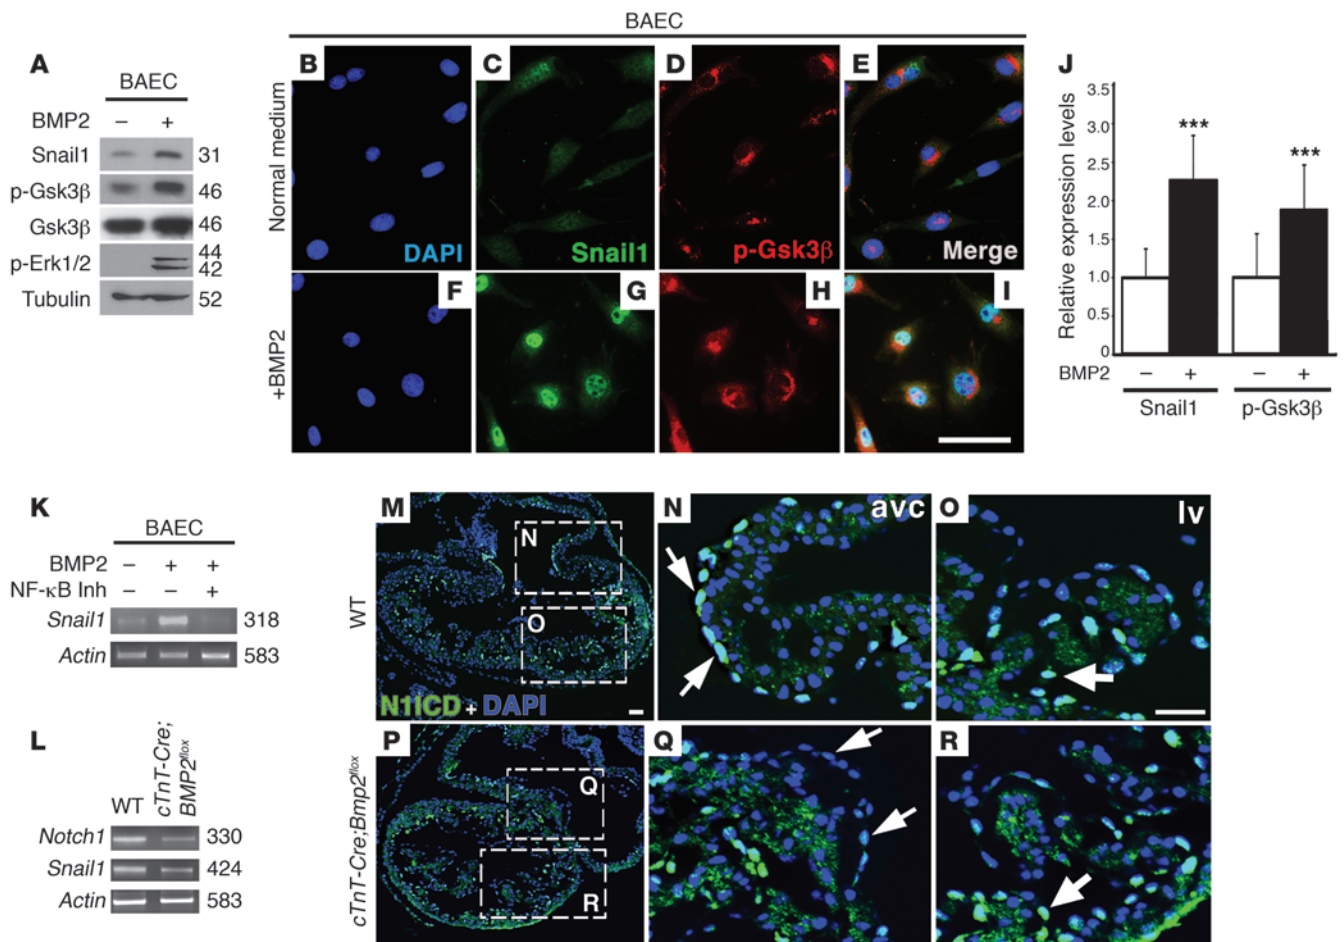 BAEC
A
BAEC
BMP2 – +
Snail1 31
p-Gsk3β 46
Gsk3β 46
p-Erk1/2 44
42
Tubulin 52
Normal medium
B
DAPI
C
Snail1
D
p-Gsk3β
E
Merge
+BMP2
F
G
H
I
J
Relative expression levels
3.5
3.0
2.5
2.0
1.5
1.0
0.5
0
*** ***
BMP2 – + – +
Snail1 p-Gsk3β
K
BAEC
BMP2 – + +
NF-κB Inh – – +
Snail1 318
Actin 583
L
WT cTnT-Cre;
BMP2flox
Notch1 330
Snail1 424
Actin 583
WT
M
N
O
N1ICD + DAPI
N
avc
O
lv
cTnT-Cre;Bmp2flox
P
Q
R
Q
R